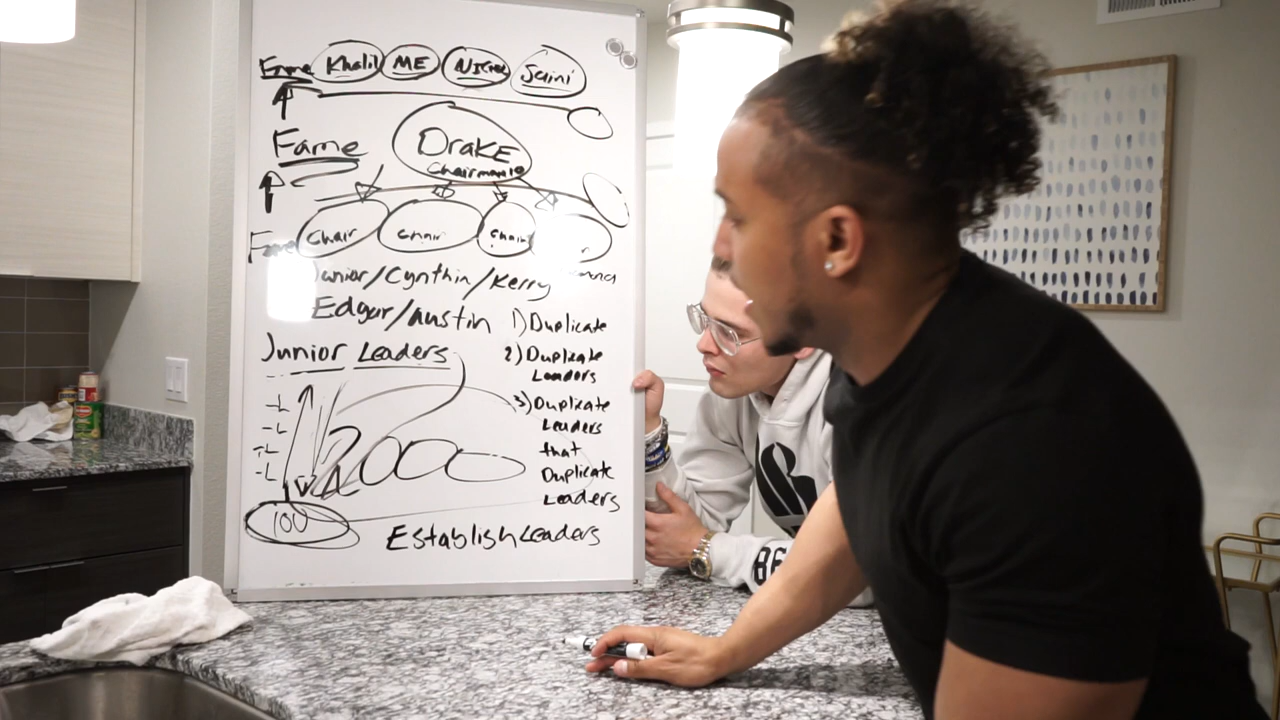 Khalil ME Saini
Fame
Drake
Chairman 10
Chair chair chair
Junior/Cynthia/Kerry
Edgar/Austin
1) Duplicate
Junior Leaders
2) Duplicate
Leaders
3) Duplicate
Leaders
that
Duplicate
Leaders
2000
100
Establish Leaders